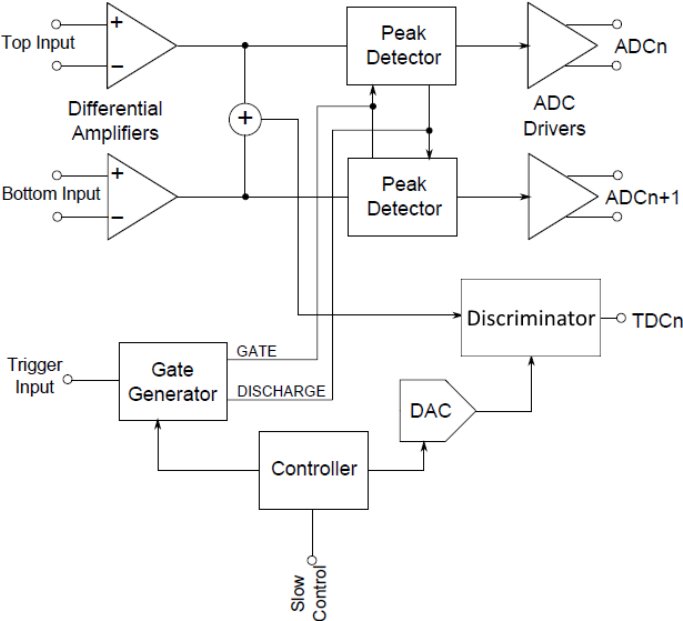 Top Input
+
−
Differential
Amplifiers
Peak
Detector
ADC
Drivers
ADCn
+
Bottom Input
+
−
Peak
Detector
ADCn+1
Discriminator
TDCn
Trigger
Input
Gate
Generator
GATE
DISCHARGE
DAC
Controller
Slow
Control